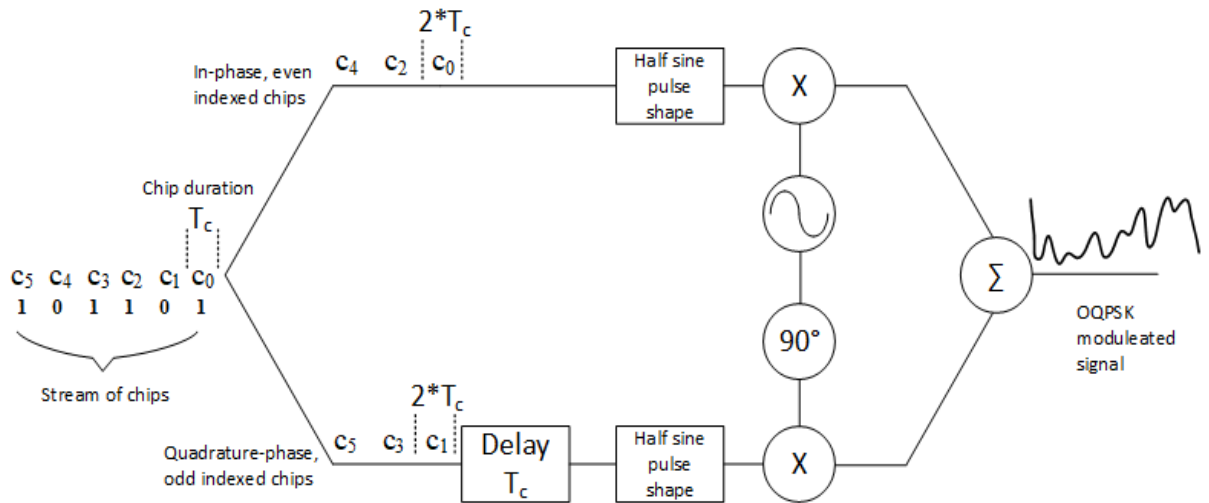 2*Tc
c4 c2 c0
In-phase, even
indexed chips
Half sine
pulse
shape
X
Chip duration
Tc
c5 c4 c3 c2 c1 c0
1 0 1 1 0 1
Stream of chips
90°
Σ
OQPSK
moduleated
signal
2*Tc
c5 c3 c1
Quadrature-phase,
odd indexed chips
Delay
Tc
Half sine
pulse
shape
X